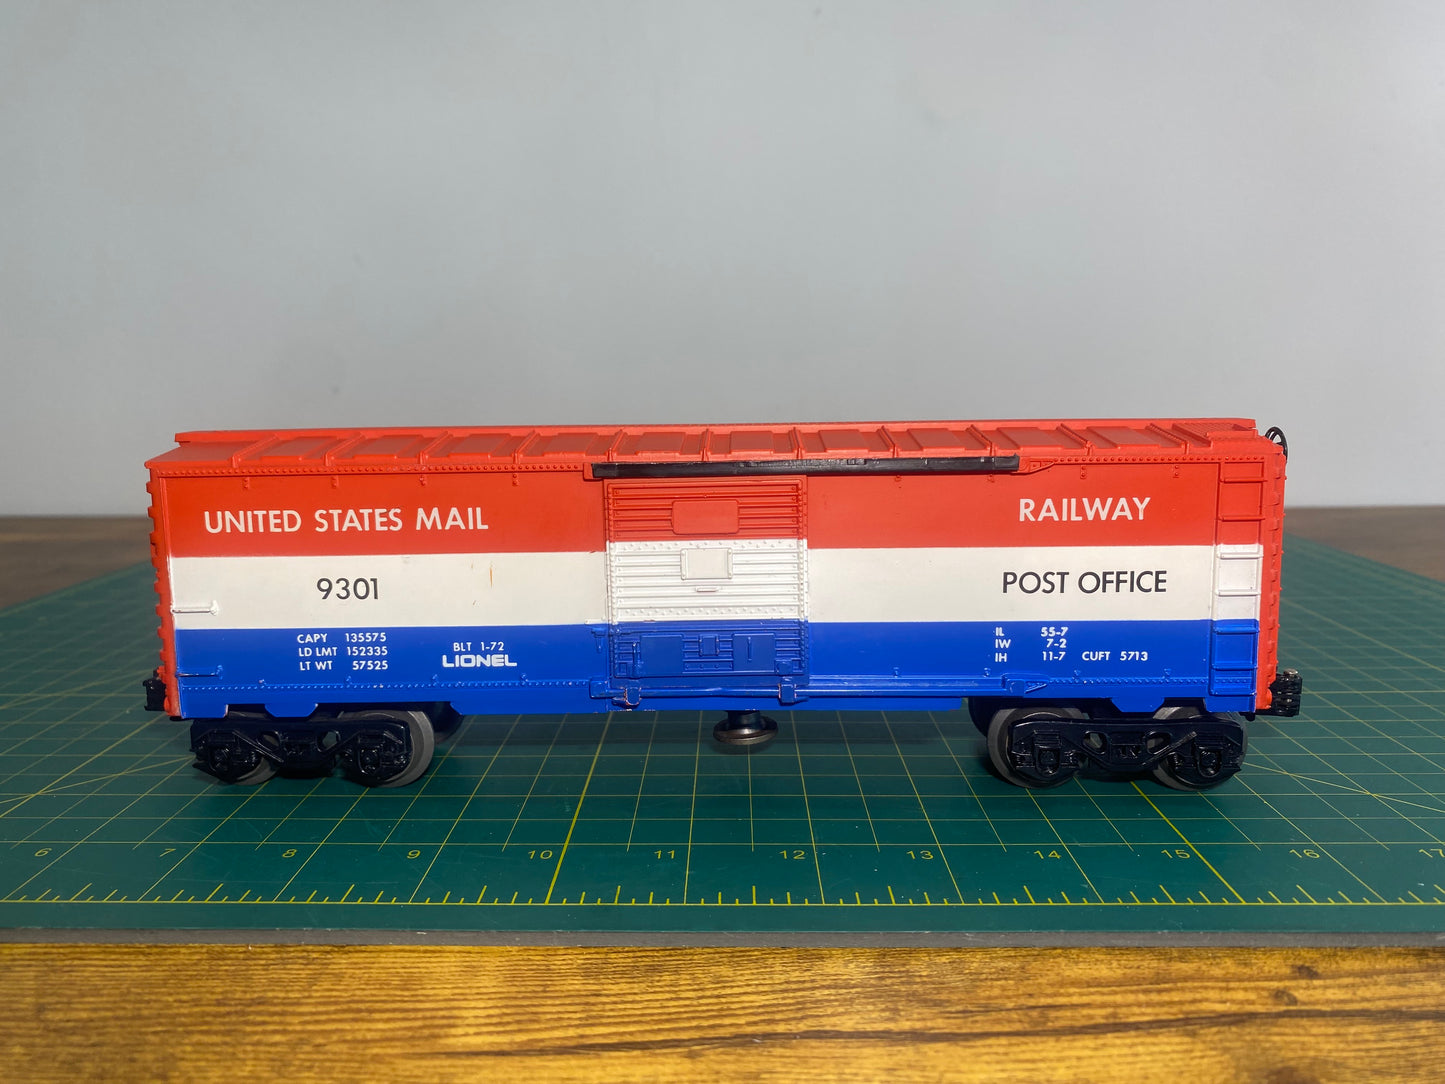 UNITED STATES MAIL
RAILWAY
9301
POST OFFICE
CAPY 135575
LD LMT 152335
LT WT 57525
BLT 1-72
LIONEL
IL 55-7
IW 7-2
IH 11-7 CUFT 5713
6 7 8 9 10 11 12 13 14 15 16 17